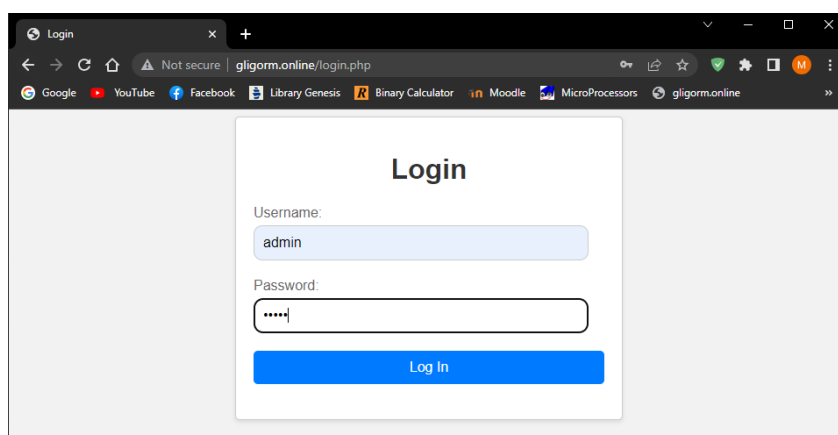 Login
Not secure | gligorm.online/login.php
M
Google YouTube Facebook Library Genesis R Binary Calculator Moodle MicroProcessors gligorm.online »
Login
Username:
admin
Password:
•••••
Log In